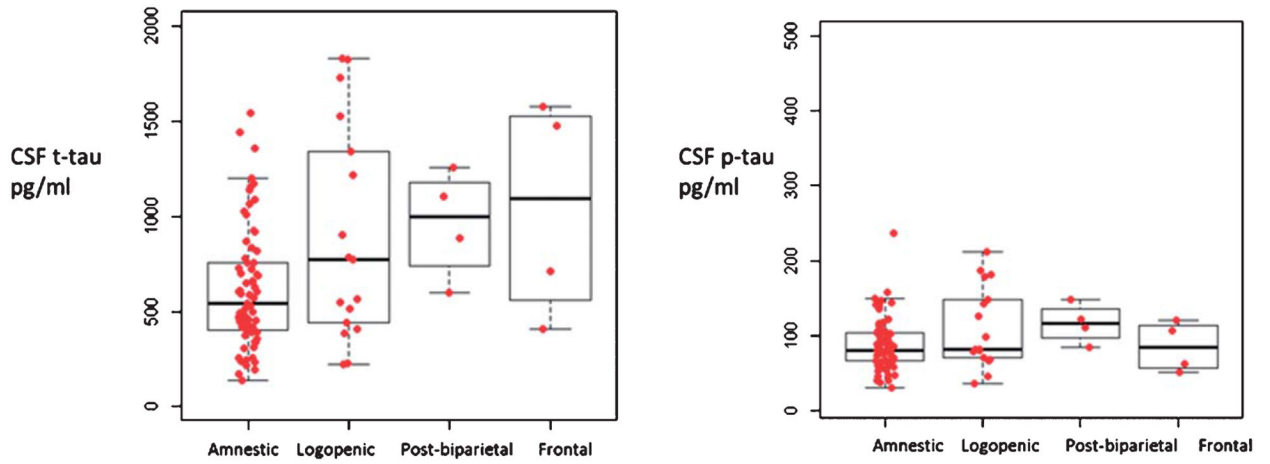 CSF t-tau
pg/ml
2000
1500
1000
500
0
Amnestic Logopenic Post-biparietal Frontal
CSF p-tau
pg/ml
500
400
300
200
100
0
Amnestic Logopenic Post-biparietal Frontal